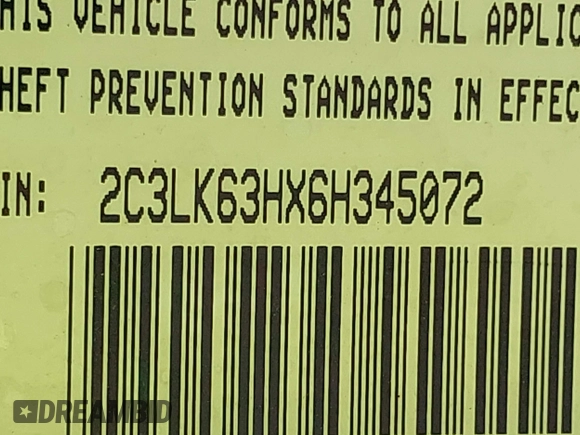 HIS VEHICLE CONFORMS TO ALL APPLIC
HEFT PREVENTION STANDARDS IN EFFEC
IN: 2C3LK63HX6H345072
DREAMBID